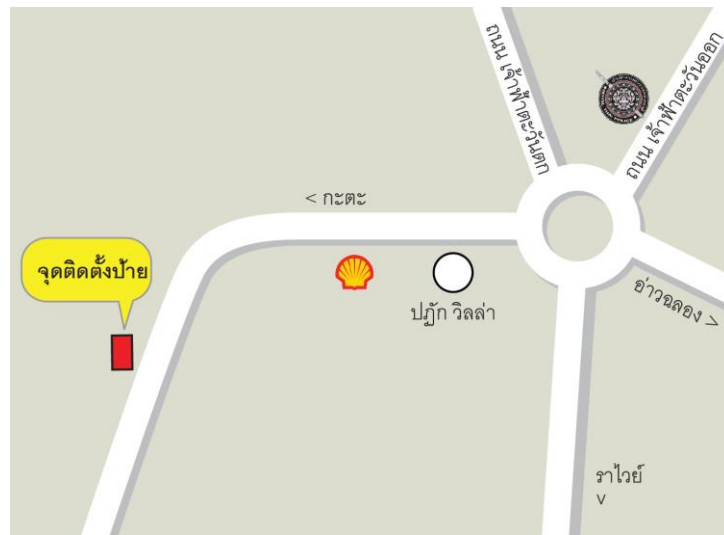 ถนน เจ้าฟ้าตะวันตก
ถนน เจ้าฟ้าตะวันออก
< กะตะ
จุดติดตั้งป้าย
ปฏัก วิลล่า
อ่าวฉลอง >
ราไวย์
v